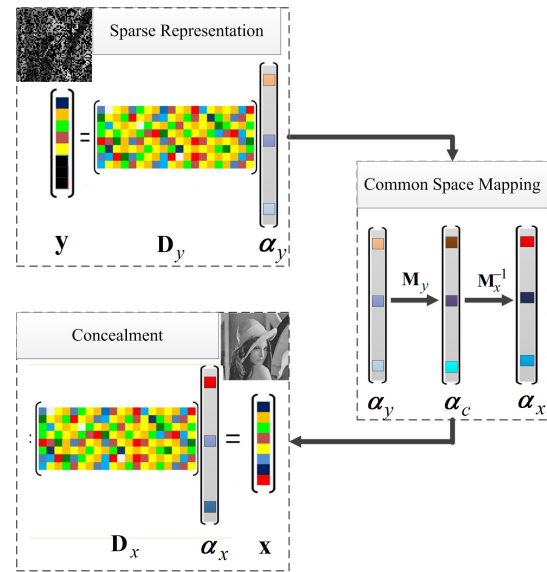 Sparse Representation
=
y
D_y
α_y
Common Space Mapping
M_y
M_x^{-1}
α_y
α_c
α_x
Concealment
:
=
D_x
α_x
x